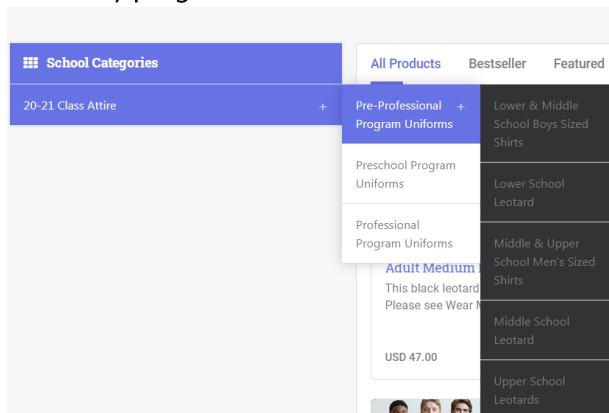 School Categories
All Products Bestseller Featured
20-21 Class Attire +
Pre-Professional +
Program Uniforms
Preschool Program
Uniforms
Professional
Program Uniforms
Lower & Middle
School Boys Sized
Shirts
Lower School
Leotard
Middle & Upper
School Men's Sized
Shirts
Middle School
Leotard
Upper School
Leotards
Adult Medium
This black leotard
Please see Wear
USD 47.00